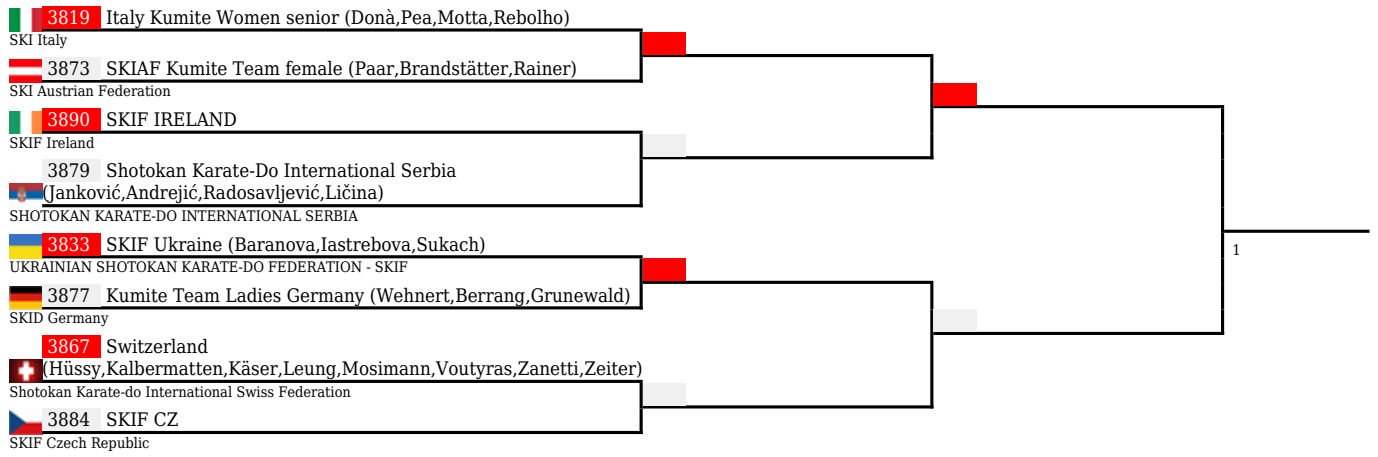 3819 Italy Kumite Women senior (Donà,Pea,Motta,Rebolho)
SKI Italy
3873 SKIAF Kumite Team female (Paar,Brandstätter,Rainer)
SKI Austrian Federation
3890 SKIF IRELAND
SKIF Ireland
3879 Shotokan Karate-Do International Serbia
(Janković,Andrejić,Radosavljević,Ličina)
SHOTOKAN KARATE-DO INTERNATIONAL SERBIA
3833 SKIF Ukraine (Baranova,Iastrebova,Sukach)
UKRAINIAN SHOTOKAN KARATE-DO FEDERATION - SKIF
1
3877 Kumite Team Ladies Germany (Wehnert,Berrang,Grunewald)
SKID Germany
3867 Switzerland
(Hüssy,Kalbermatten,Käser,Leung,Mosimann,Voutyras,Zanetti,Zeiter)
Shotokan Karate-do International Swiss Federation
3884 SKIF CZ
SKIF Czech Republic